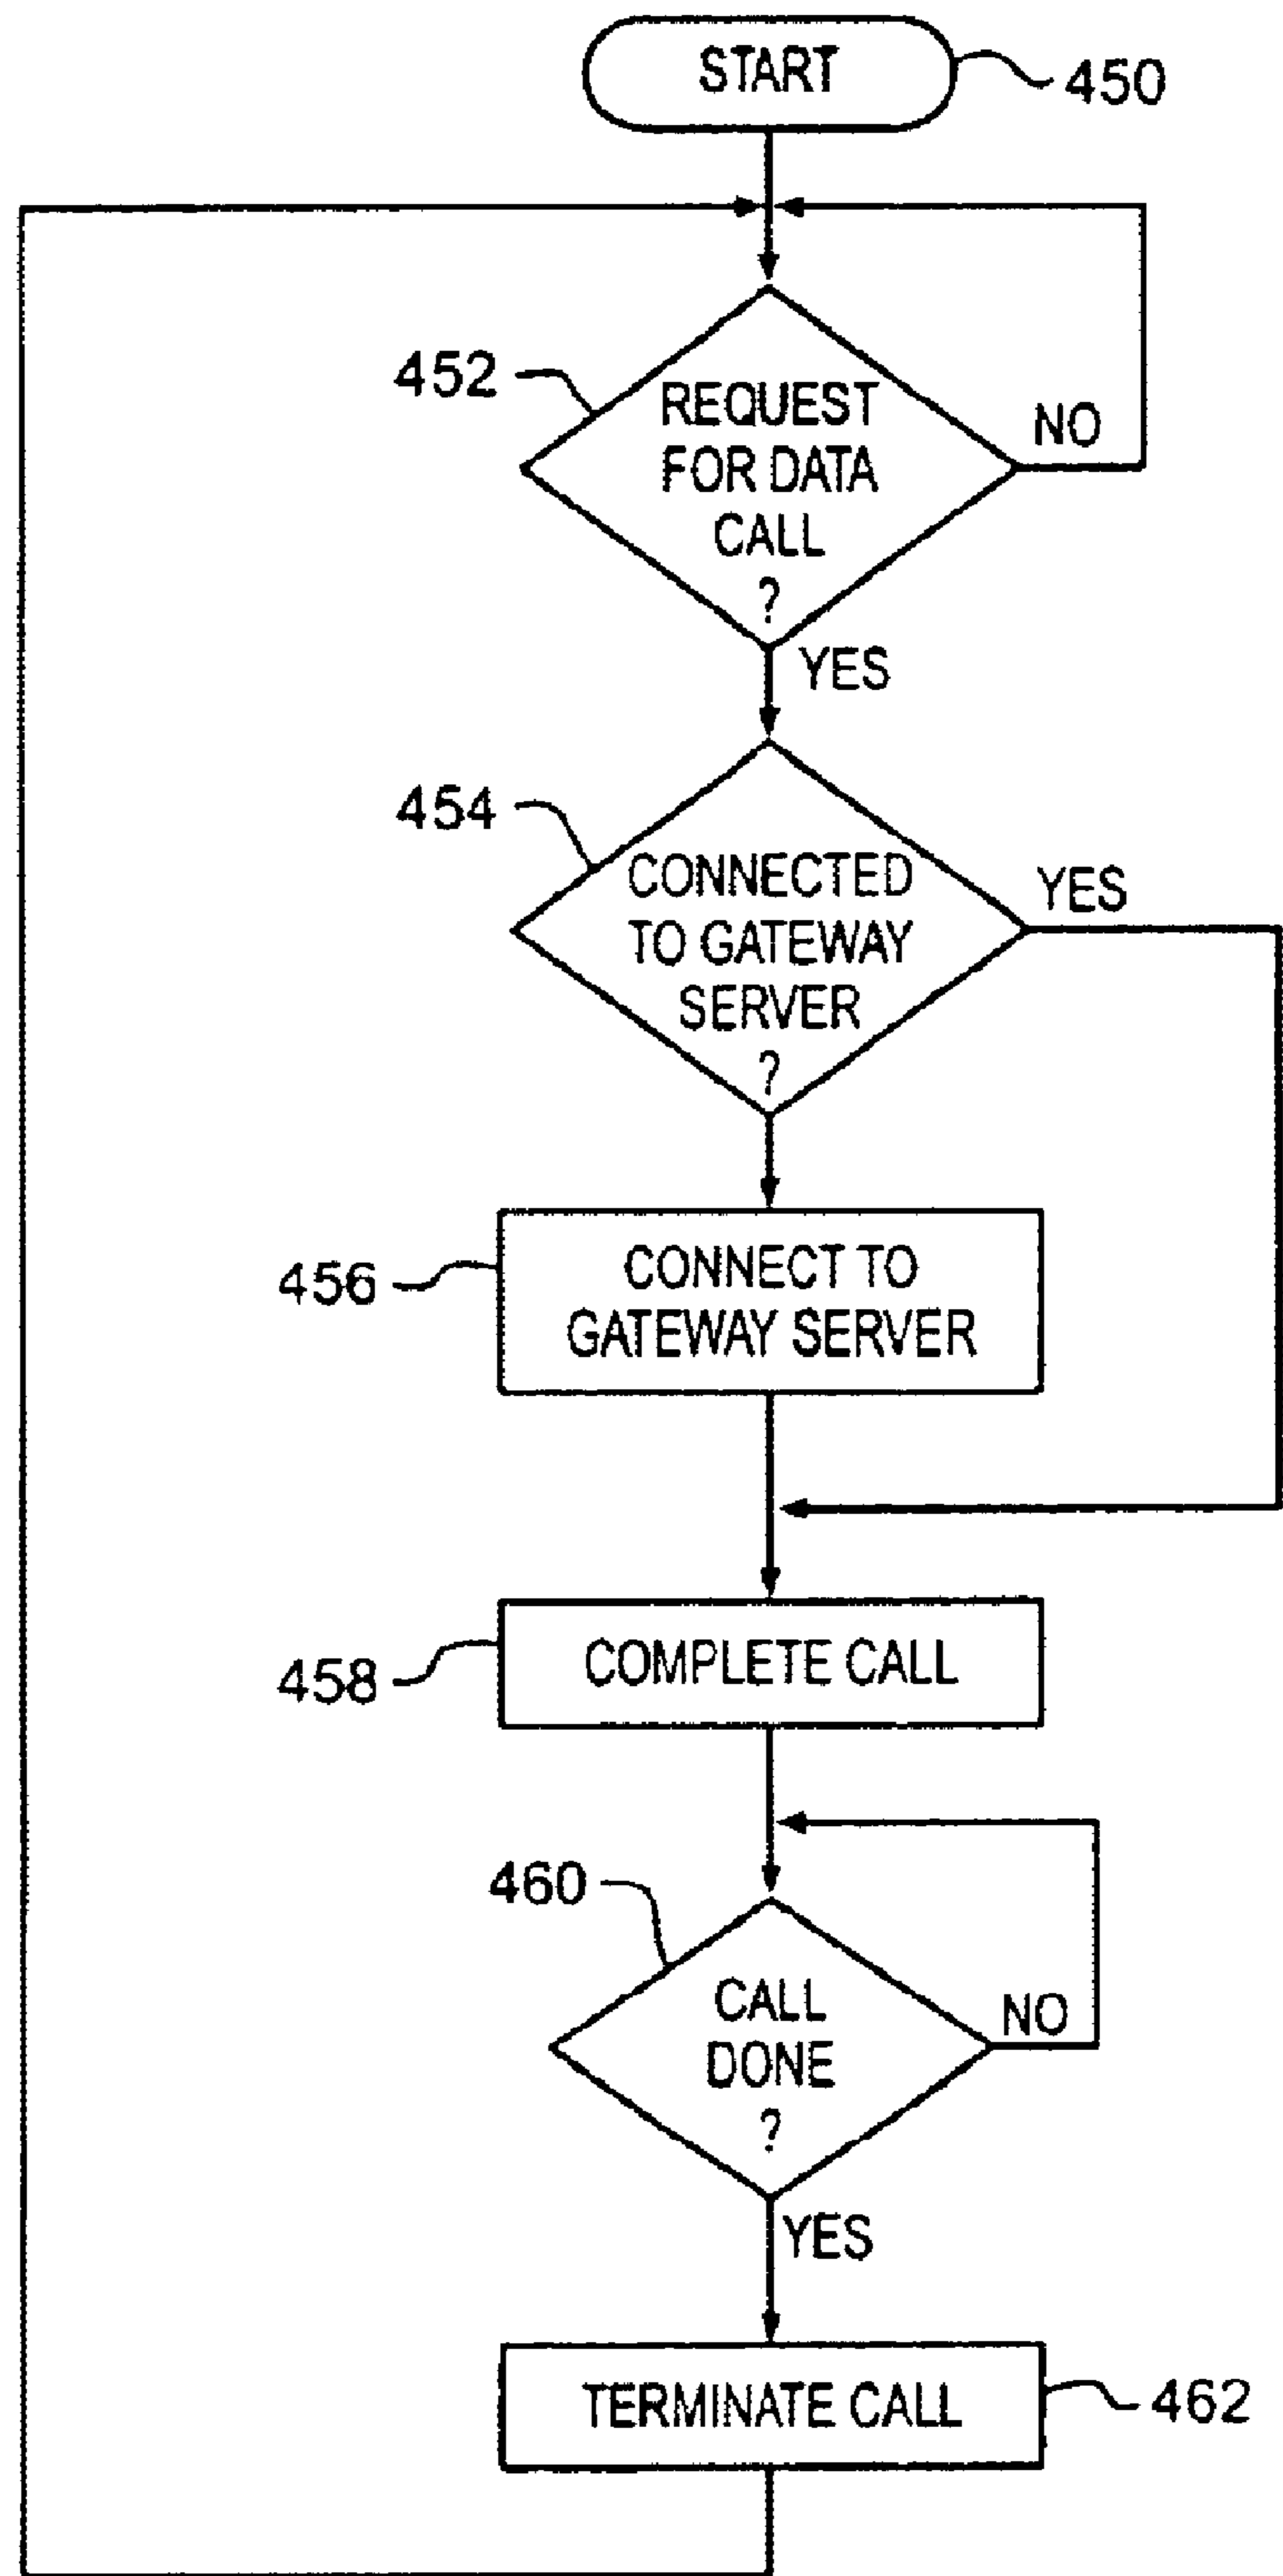 START
450
452
REQUEST
FOR DATA
CALL
?
NO
YES
454
CONNECTED
TO GATEWAY
SERVER
?
YES
456
CONNECT TO
GATEWAY SERVER
458
COMPLETE CALL
460
CALL
DONE
?
NO
YES
TERMINATE CALL
462